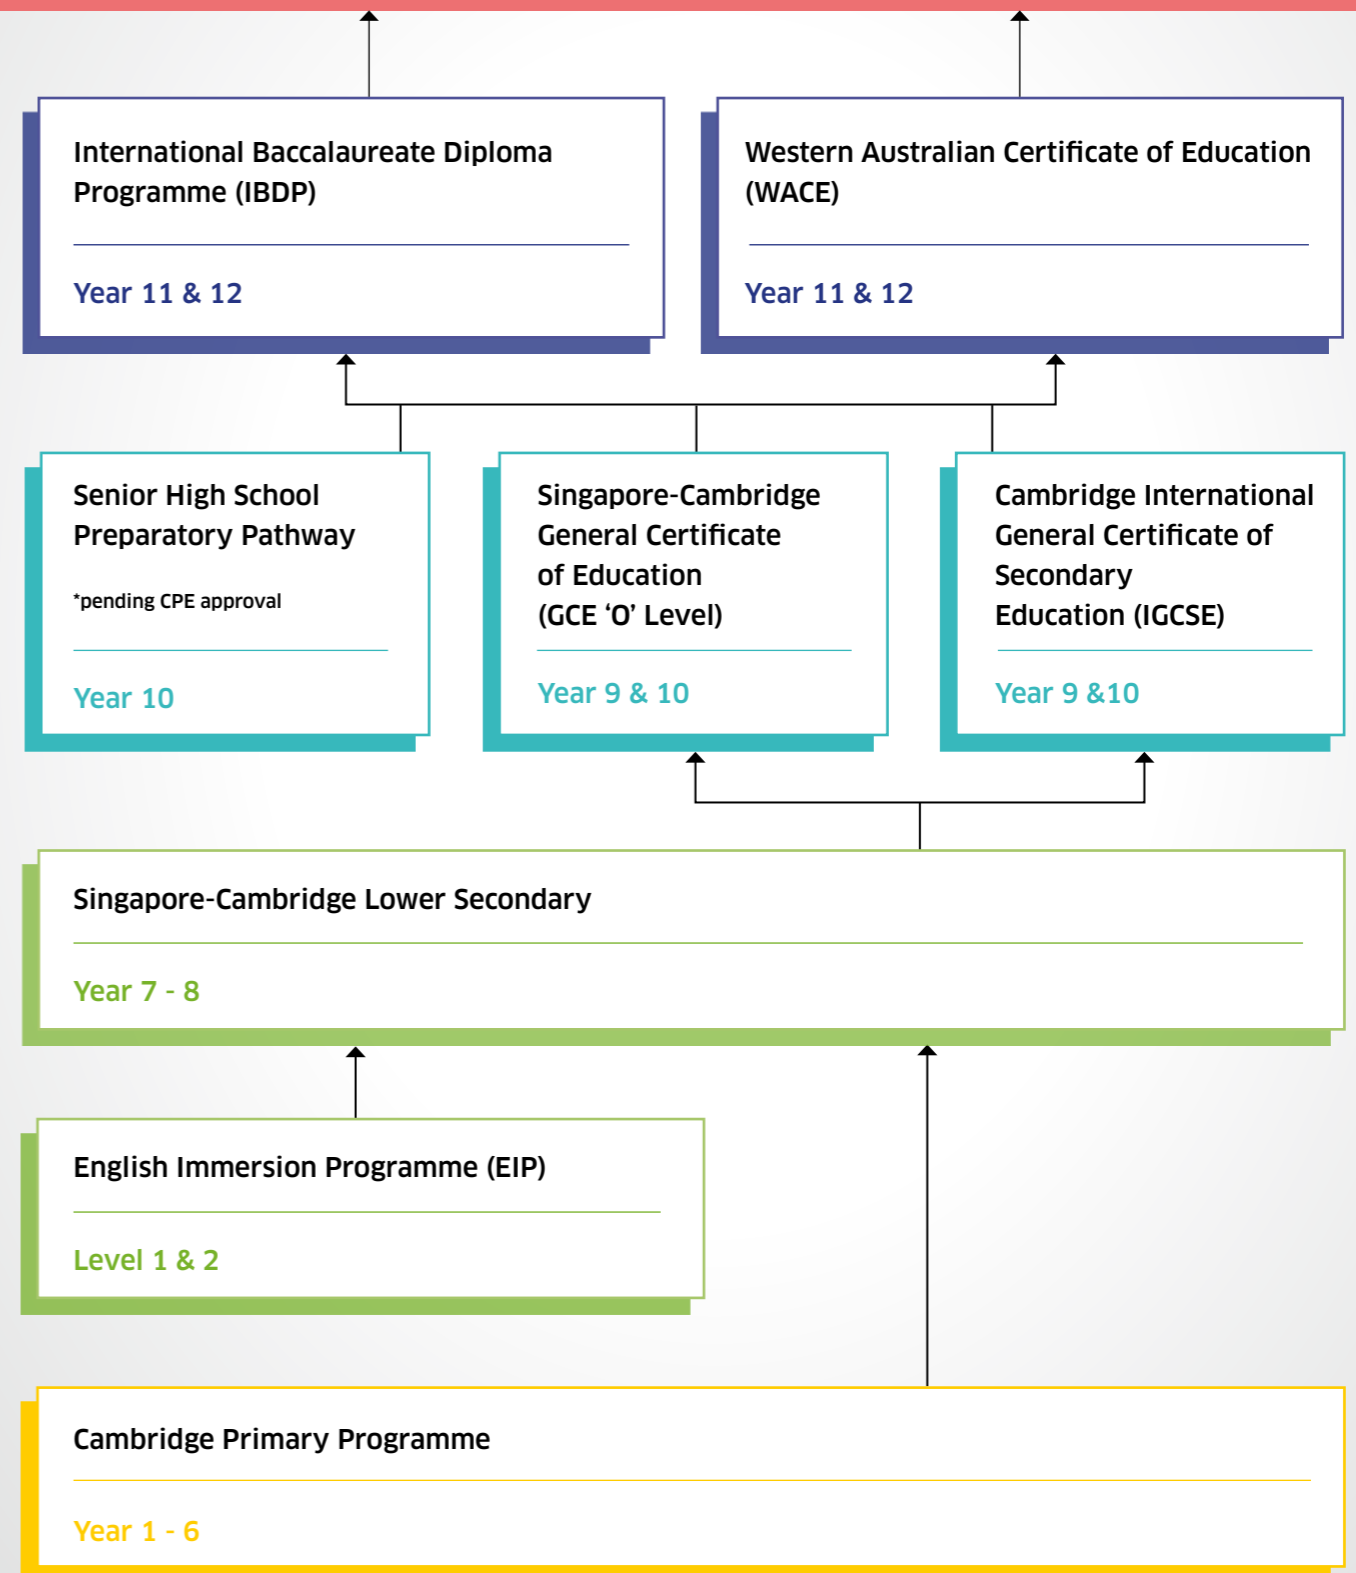 International Baccalaureate Diploma
Programme (IBDP)
Year 11 & 12
Western Australian Certificate of Education
(WACE)
Year 11 & 12
Senior High School
Preparatory Pathway
*pending CPE approval
Year 10
Singapore-Cambridge
General Certificate
of Education
(GCE ‘O’ Level)
Year 9 & 10
Cambridge International
General Certificate of
Secondary
Education (IGCSE)
Year 9 &10
Singapore-Cambridge Lower Secondary
Year 7 - 8
English Immersion Programme (EIP)
Level 1 & 2
Cambridge Primary Programme
Year 1 - 6